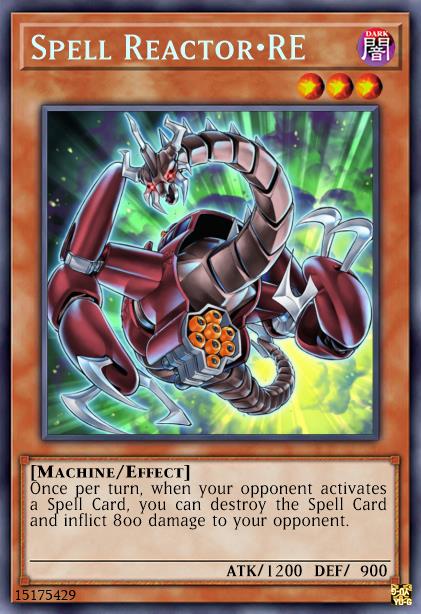 SPELL REACTOR•RE
DARK
闇
[MACHINE/EFFECT]
Once per turn, when your opponent activates
a Spell Card, you can destroy the Spell Card
and inflict 800 damage to your opponent.
ATK/1200 DEF/ 900
15175429